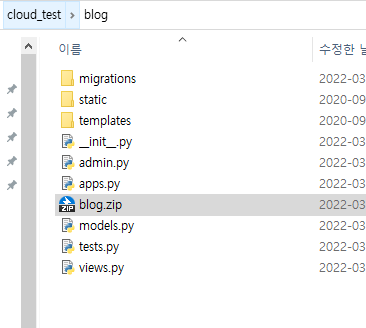 cloud_test > blog
이름 수정한 날
migrations 2022-03
static 2020-09
templates 2020-09
__init__.py 2022-03
admin.py 2022-03
apps.py 2022-03
ZIP blog.zip 2022-03
models.py 2022-03
tests.py 2022-03
views.py 2022-03